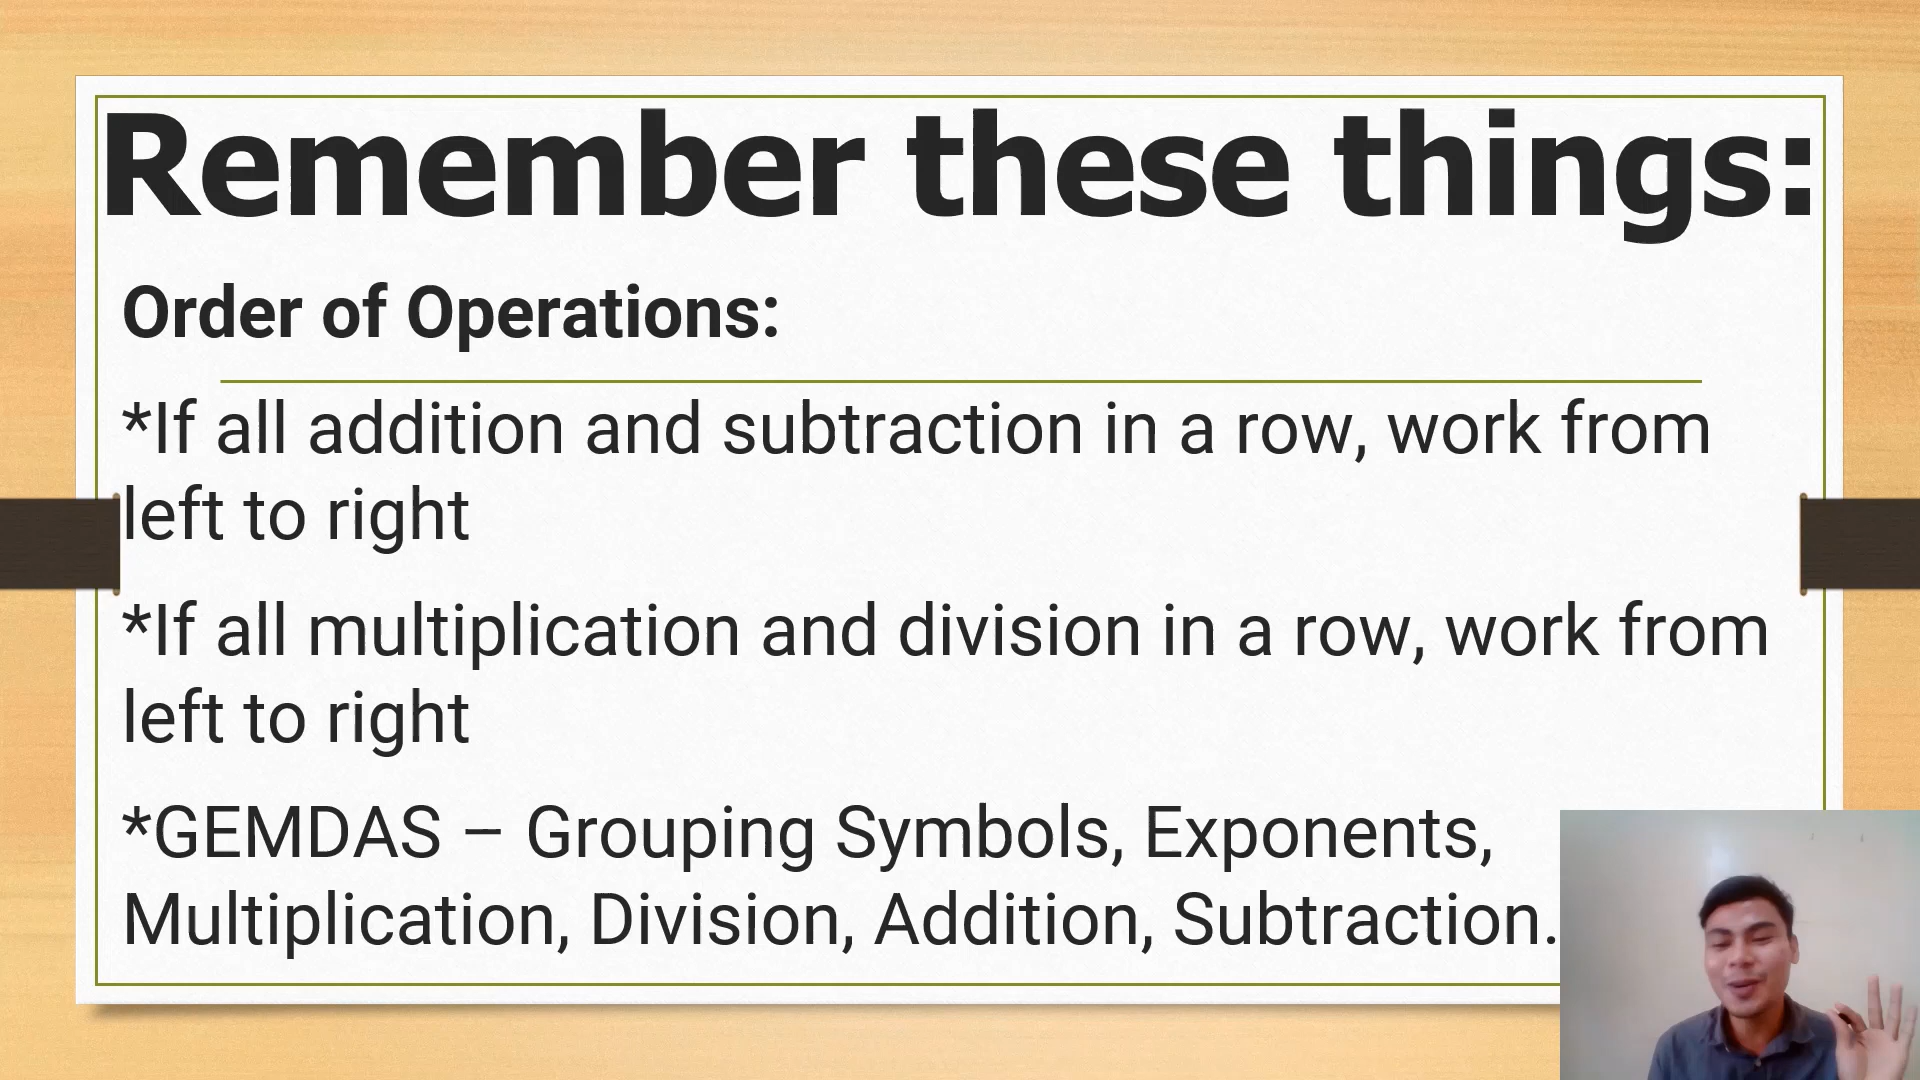 Remember these things:
Order of Operations:
*If all addition and subtraction in a row, work from
left to right
*If all multiplication and division in a row, work from
left to right
*GEMDAS – Grouping Symbols, Exponents,
Multiplication, Division, Addition, Subtraction.